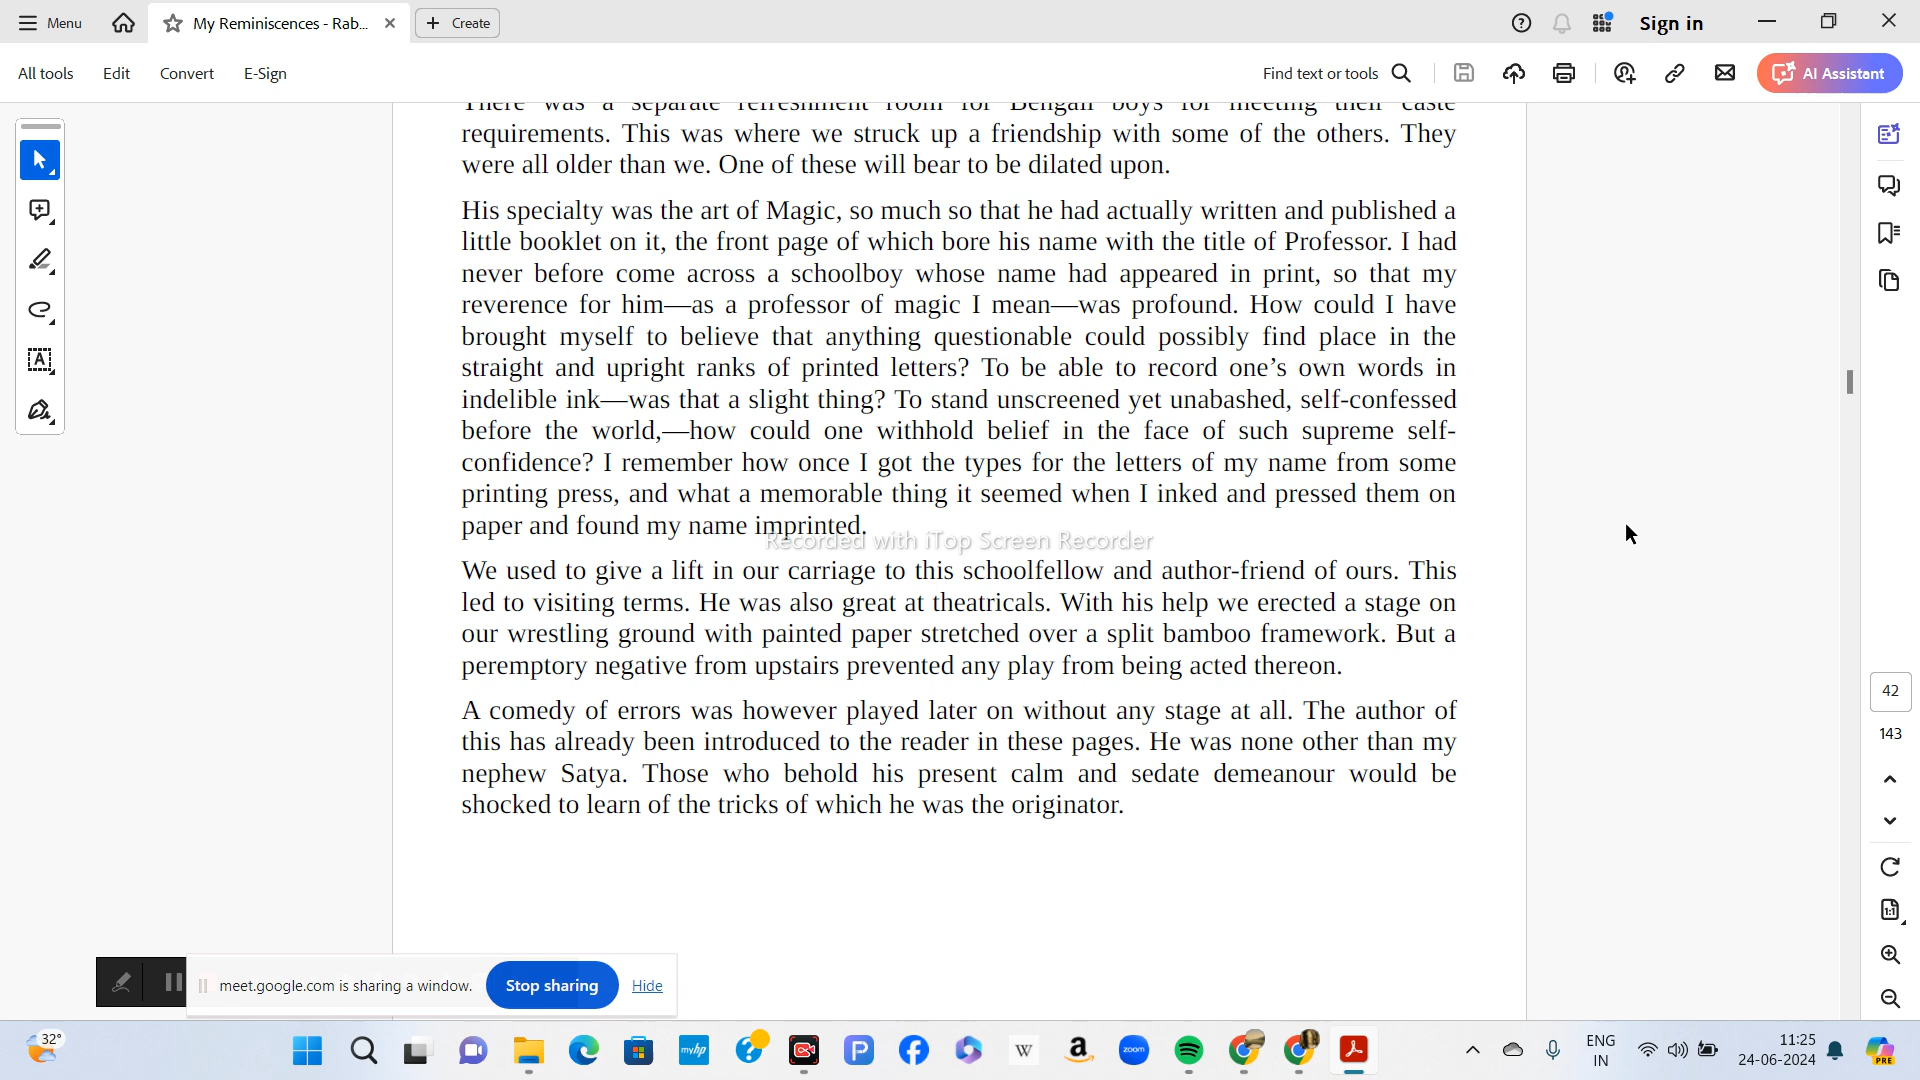 Menu
My Reminiscences - Rab...
Create
Sign in
All tools
Edit
Convert
E-Sign
Find text or tools
AI Assistant
There was a separate refreshment room for Bengali boys for meeting their caste
requirements. This was where we struck up a friendship with some of the others. They
were all older than we. One of these will bear to be dilated upon.
His specialty was the art of Magic, so much so that he had actually written and published a
little booklet on it, the front page of which bore his name with the title of Professor. I had
never before come across a schoolboy whose name had appeared in print, so that my
reverence for him—as a professor of magic I mean—was profound. How could I have
brought myself to believe that anything questionable could possibly find place in the
straight and upright ranks of printed letters? To be able to record one’s own words in
indelible ink—was that a slight thing? To stand unscreened yet unabashed, self-confessed
before the world,—how could one withhold belief in the face of such supreme self-
confidence? I remember how once I got the types for the letters of my name from some
printing press, and what a memorable thing it seemed when I inked and pressed them on
paper and found my name imprinted.
Recorded with iTop Screen Recorder
We used to give a lift in our carriage to this schoolfellow and author-friend of ours. This
led to visiting terms. He was also great at theatricals. With his help we erected a stage on
our wrestling ground with painted paper stretched over a split bamboo framework. But a
peremptory negative from upstairs prevented any play from being acted thereon.
A comedy of errors was however played later on without any stage at all. The author of
this has already been introduced to the reader in these pages. He was none other than my
nephew Satya. Those who behold his present calm and sedate demeanour would be
shocked to learn of the tricks of which he was the originator.
42
143
meet.google.com is sharing a window.
Stop sharing
Hide
32°
myhp
P
W
a
zoom
ENG
IN
11:25
24-06-2024
PRE